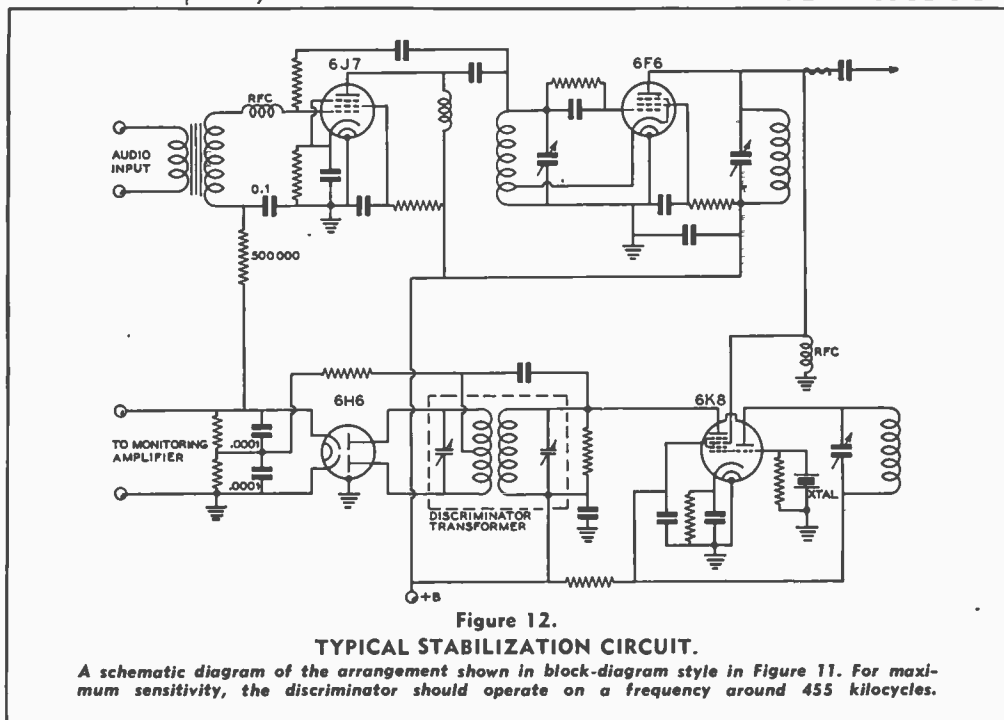 6J7
6F6
RFC
AUDIO
INPUT
0.1
500000
RFC
6H6
6K8
TO MONITORING
AMPLIFIER
.0001
.0001
XTAL
DISCRIMINATOR
TRANSFORMER
+B
Figure 12.
TYPICAL STABILIZATION CIRCUIT.
A schematic diagram of the arrangement shown in block-diagram style in Figure 11. For maxi-
mum sensitivity, the discriminator should operate on a frequency around 455 kilocycles.